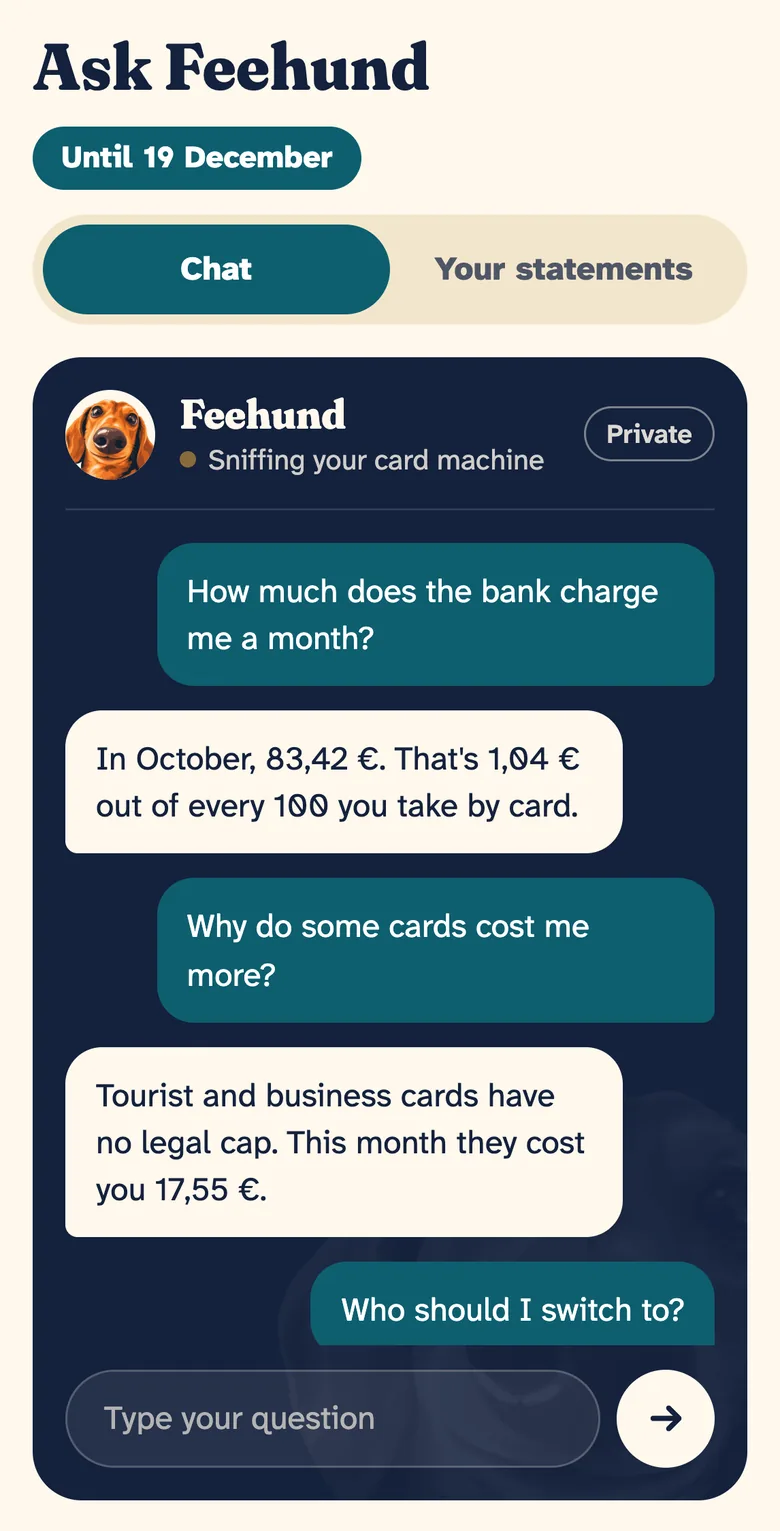 Ask Feehund
Until 19 December
Chat
Your statements
Feehund
Sniffing your card machine
Private
How much does the bank charge
me a month?
In October, 83,42 €. That's 1,04 €
out of every 100 you take by card.
Why do some cards cost me
more?
Tourist and business cards have
no legal cap. This month they cost
you 17,55 €.
Who should I switch to?
Type your question